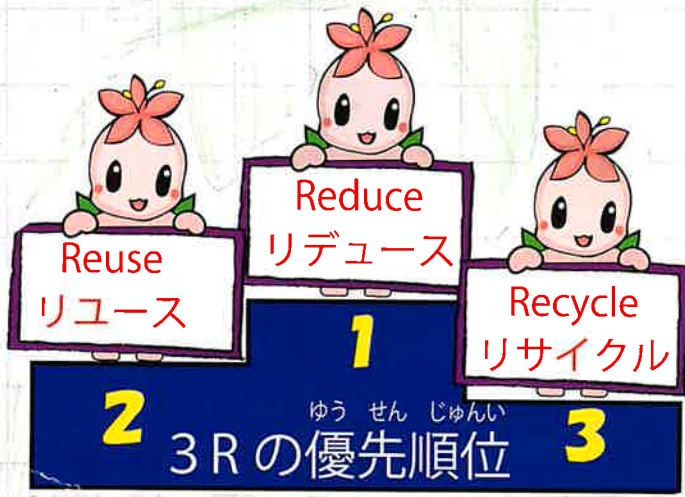 Reduce
リデュース
Reuse
リユース
Recycle
リサイクル
1
2
3
ゆう せん じゅんい
3Rの優先順位